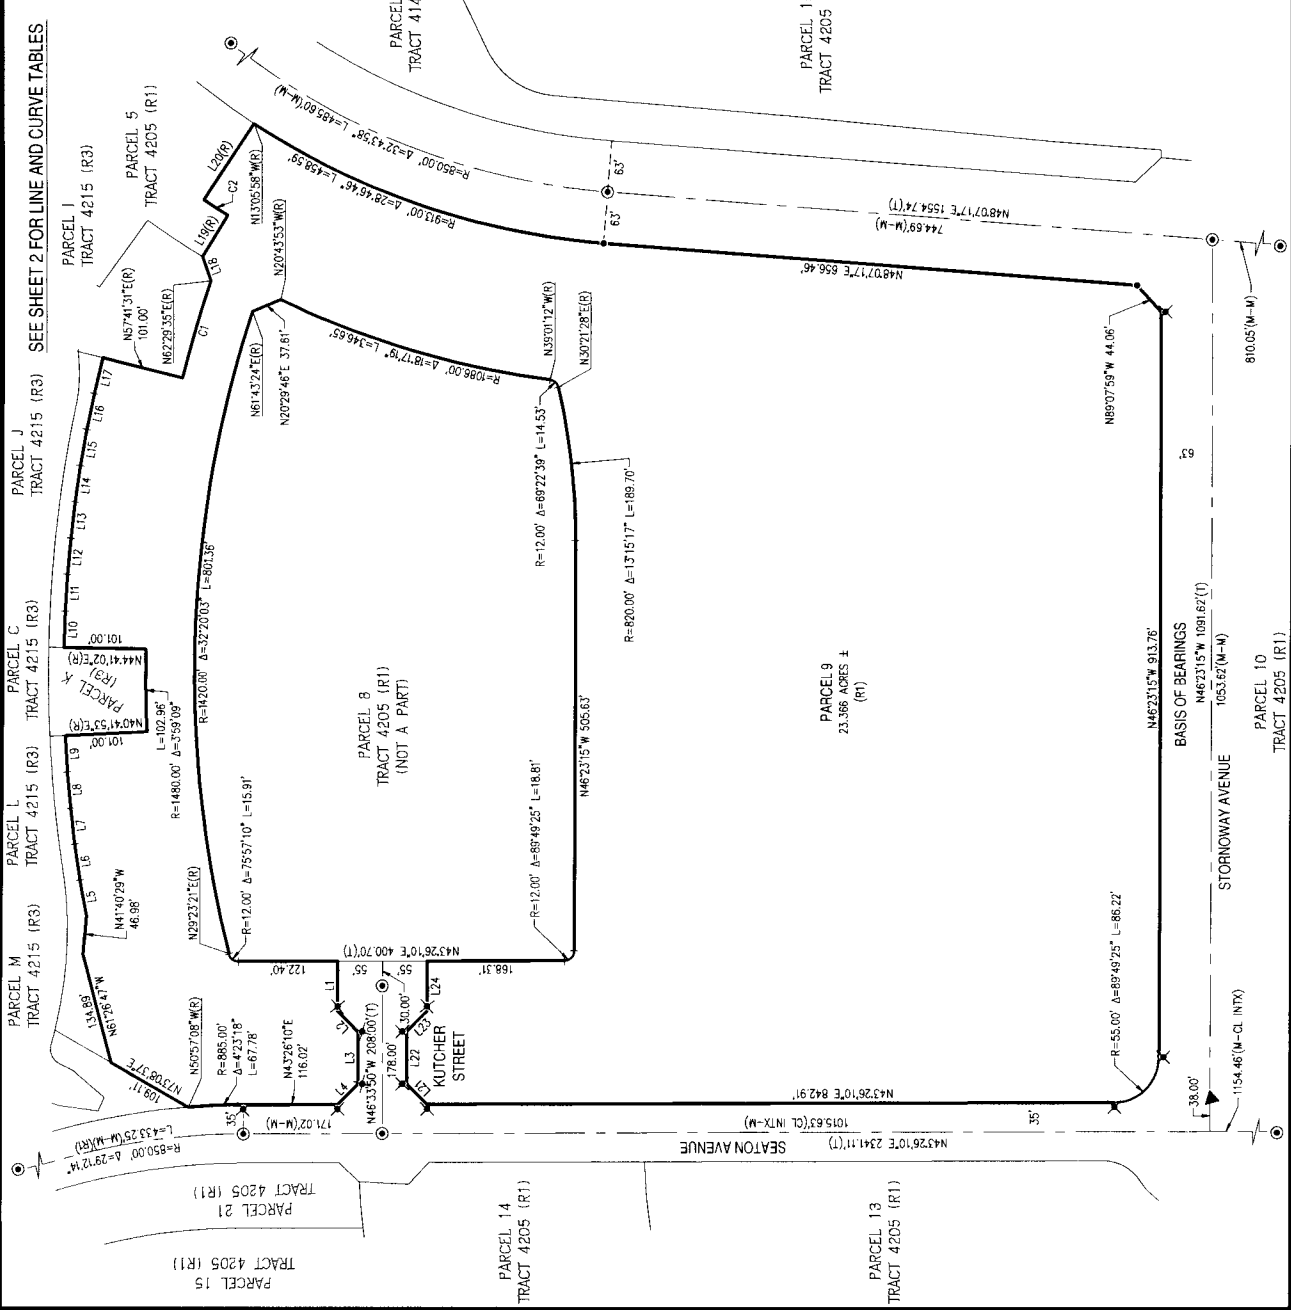 SEE SHEET 2 FOR LINE AND CURVE TABLES
PARCEL M
TRACT 4215 (R3)
PARCEL L
TRACT 4215 (R3)
PARCEL C
TRACT 4215 (R3)
PARCEL J
TRACT 4215 (R3)
PARCEL I
TRACT 4215 (R3)
PARCEL 5
TRACT 4205 (R1)
PARCEL
TRACT 414
PARCEL 1
TRACT 4205
N57°41'31"E(R)
101.00'
N62°29'35"E(R)
L18
L19(R)
C2
L20(R)
C1
N13°05'58"W(R)
N20°43'53"W(R)
N61°43'24"E(R)
N20°29'46"E 37.61'
R=850.00' Δ=32°43'58" L=485.60'(M-M)
R=913.00' Δ=28°46'46" L=458.59'
63'
63'
N48°07'17"E 1554.74'(T)
744.69'(M-M)
N48°07'17"E 656.46'
R=1086.00' Δ=18°17'19" L=346.65'
N39°01'12"W(R)
N30°21'28"E(R)
R=12.00' Δ=69°22'39" L=14.53'
R=820.00' Δ=13°15'17" L=189.70'
L17
L16
L15
L14
L13
L12
L11
L10
101.00'
N44°41'02"E(R)
PARCEL K
(R3)
N40°41'53"E(R)
101.00'
L=102.96'
Δ=3°59'09"
R=1480.00'
L9
L8
L7
L6
L5
N41°40'29"W
46.98'
134.89'
N61°26'47"W
N73°08'37"E
109.11'
R=1420.00' Δ=32°20'03" L=801.36'
N29°23'21"E(R)
R=12.00' Δ=75°57'10" L=15.91'
N50°57'08"W(R)
R=885.00'
Δ=4°23'18"
L=67.78'
N43°26'10"E
116.02'
PARCEL 8
TRACT 4205 (R1)
(NOT A PART)
N46°23'15"W 505.63'
R=12.00' Δ=89°49'25" L=18.81'
N43°26'10"E 400.70'(T)
122.40'
55'
55'
168.31'
L1
L2
L3
L4
L21
L22
L23
L24
30.00'
N46°33'50"W 208.00'(T)
178.00'
KUTCHER
STREET
35'
171.02'(M-M)
R=850.00' Δ=29°12'14"
L=433.25'(M-M)(R1)
PARCEL 9
23.366 ACRES ±
(R1)
N89°07'59"W 44.06'
N46°23'15"W 913.76'
63'
BASIS OF BEARINGS
N46°23'15"W 1091.62'(T)
1053.62'(M-M)
STORNOWAY AVENUE
810.05'(M-M)
PARCEL 10
TRACT 4205 (R1)
R=55.00' Δ=89°49'25" L=86.22'
38.00'
1154.46'(M-CL INTX)
N43°26'10"E 842.91'
1015.63'(CL INTX-M)
35'
SEATON AVENUE
N43°26'10"E 2341.11'(T)
PARCEL 21
TRACT 4205 (R1)
PARCEL 15
TRACT 4205 (R1)
PARCEL 14
TRACT 4205 (R1)
PARCEL 13
TRACT 4205 (R1)